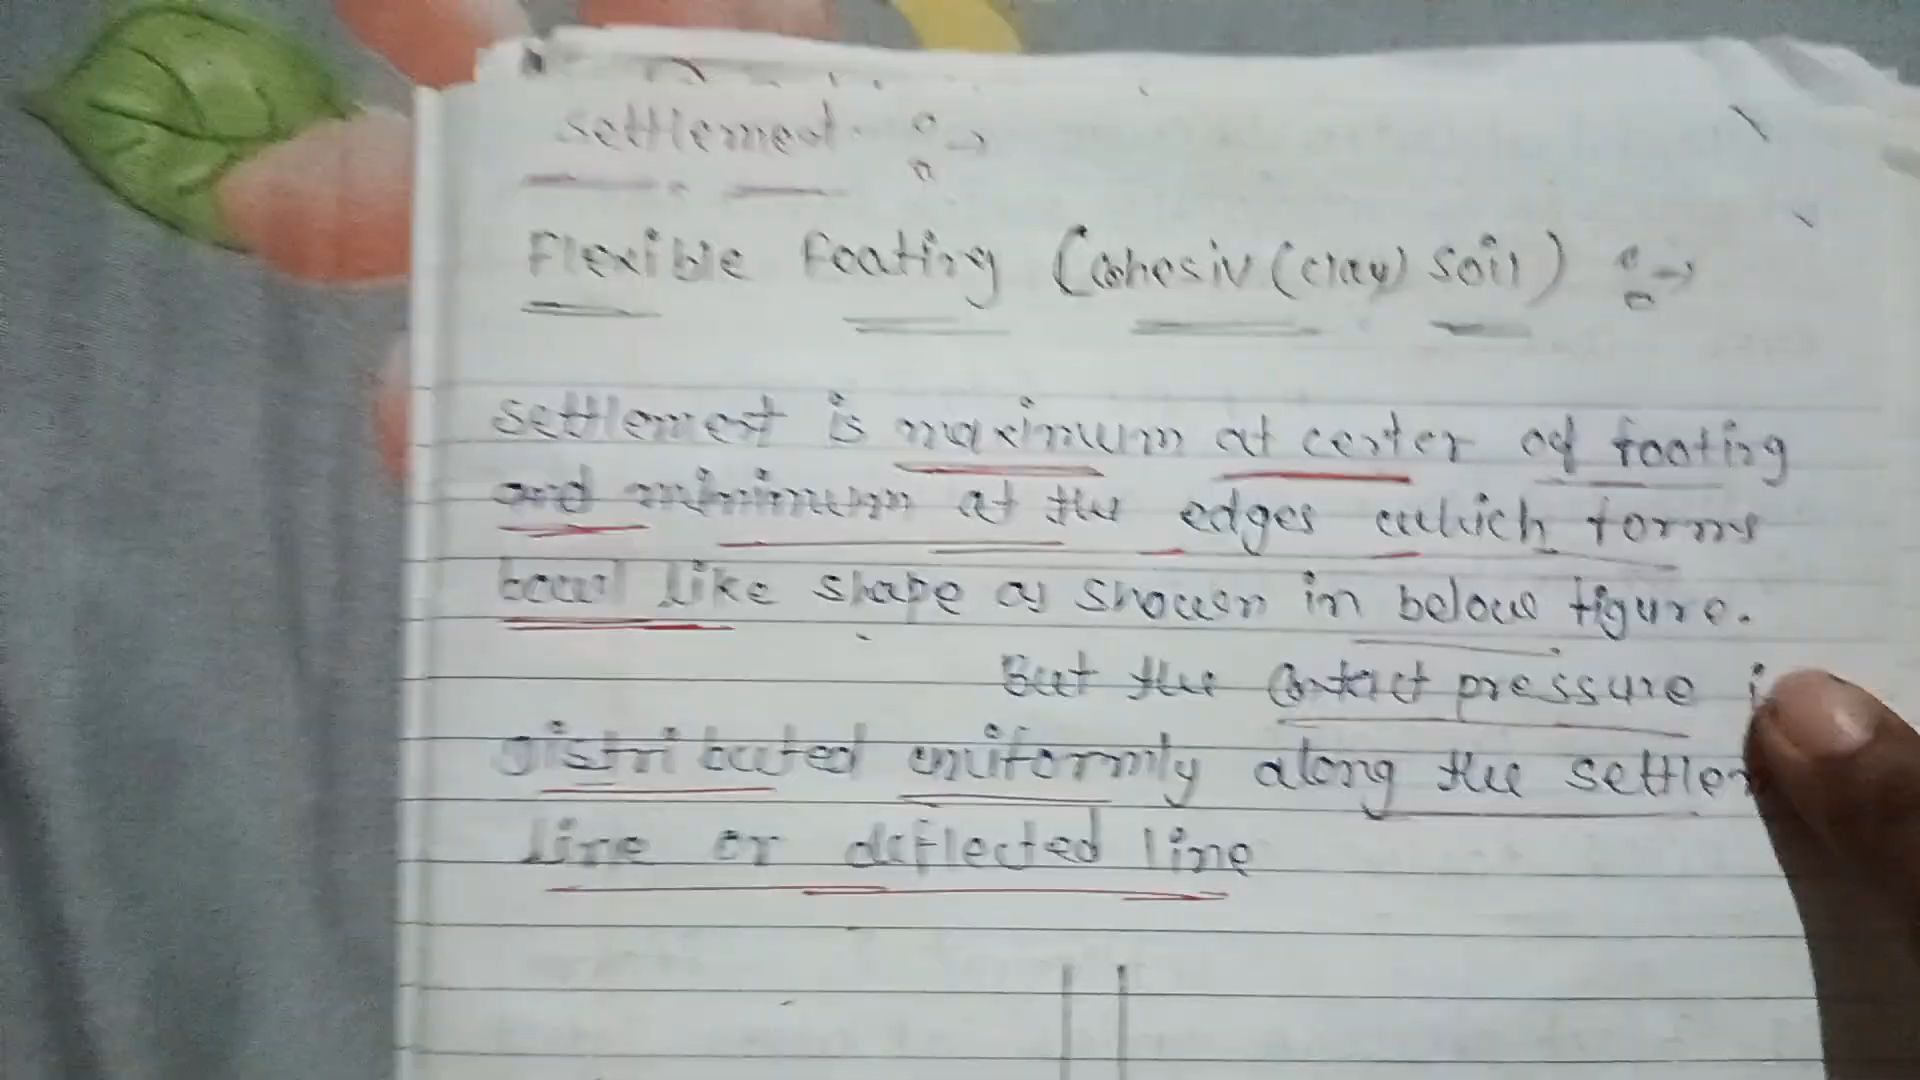 settlement :→
Flexible Footing (Cohesiv (clay) soil) :→
settlement is maximum at center of footing
and minimum at the edges which forms
bowl like shape as shown in below figure.
But the contact pressure
distributed uniformly along the settlem
line or deflected line